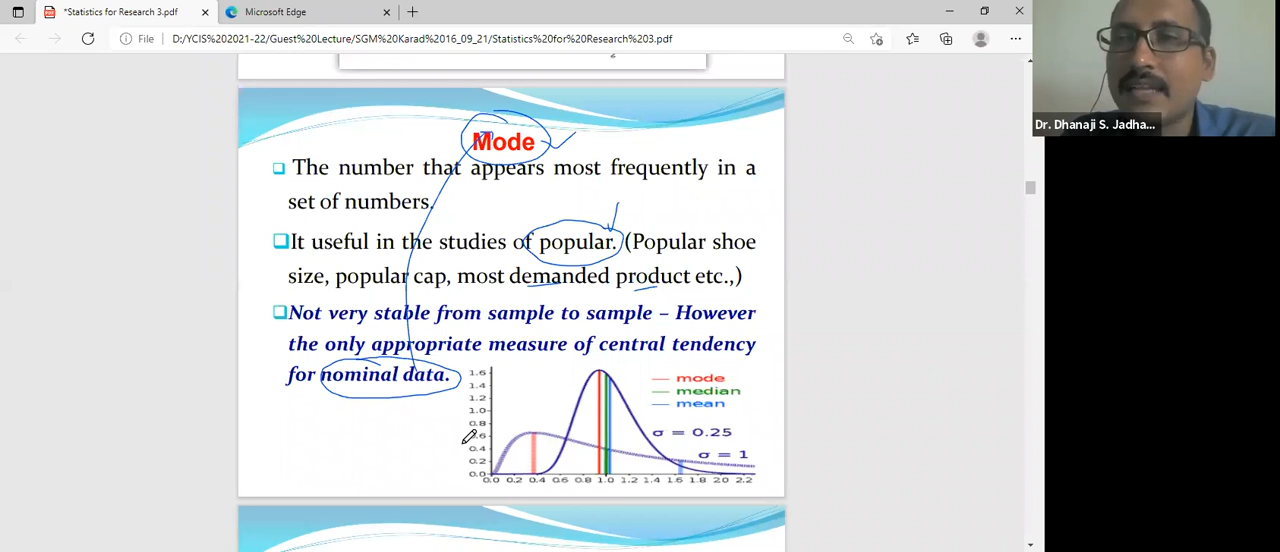 *Statistics for Research 3.pdf
Microsoft Edge
File
D:/YCIS%202021-22/Guest%20Lecture/SGM%20Karad%2016_09_21/Statistics%20for%20Research%203.pdf
2
Mode
The number that appears most frequently in a
set of numbers.
It useful in the studies of popular. (Popular shoe
size, popular cap, most demanded product etc.,)
Not very stable from sample to sample – However
the only appropriate measure of central tendency
for nominal data.
1.6
1.4
1.2
1.0
0.8
0.4
0.2
0.0
mode
median
mean
σ = 0.25
σ = 1
0.0 0.2 0.4 0.6 0.8 1.0 1.2 1.4 1.6 1.8 2.0 2.2
Dr. Dhanaji S. Jadha...